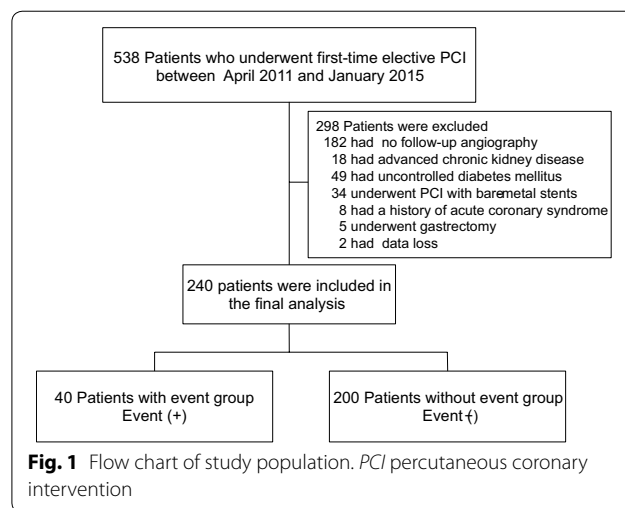 538 Patients who underwent first-time elective PCI
between April 2011 and January 2015
298 Patients were excluded
182 had no follow-up angiography
18 had advanced chronic kidney disease
49 had uncontrolled diabetes mellitus
34 underwent PCI with baremetal stents
8 had a history of acute coronary syndrome
5 underwent gastrectomy
2 had data loss
240 patients were included in
the final analysis
40 Patients with event group
Event (+)
200 Patients without event group
Event (-)
Fig. 1 Flow chart of study population. PCI percutaneous coronary
intervention